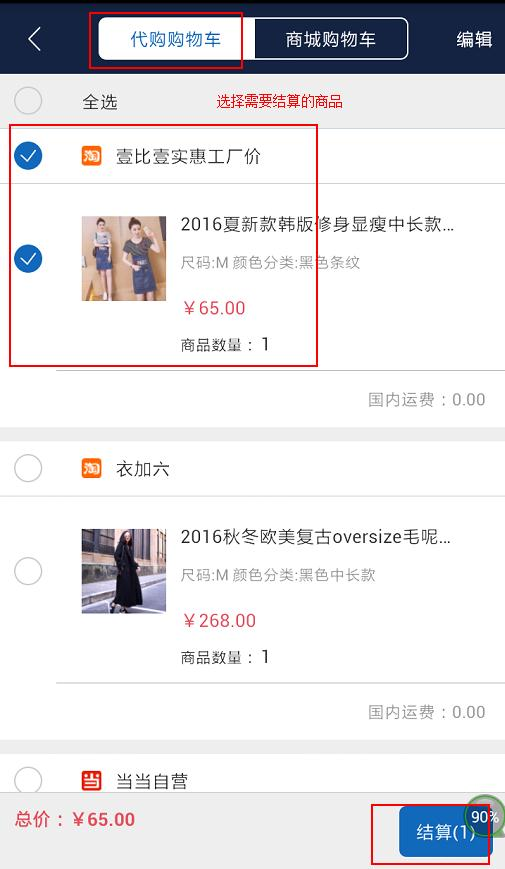 代购购物车
商城购物车
编辑
全选
选择需要结算的商品
淘 壹比壹实惠工厂价
2016夏新款韩版修身显瘦中长款...
尺码:M 颜色分类:黑色条纹
￥65.00
商品数量：1
国内运费：0.00
淘 衣加六
2016秋冬欧美复古oversize毛呢...
尺码:M 颜色分类:黑色中长款
￥268.00
商品数量：1
国内运费：0.00
当 当当自营
总价：￥65.00
结算(1)
90%